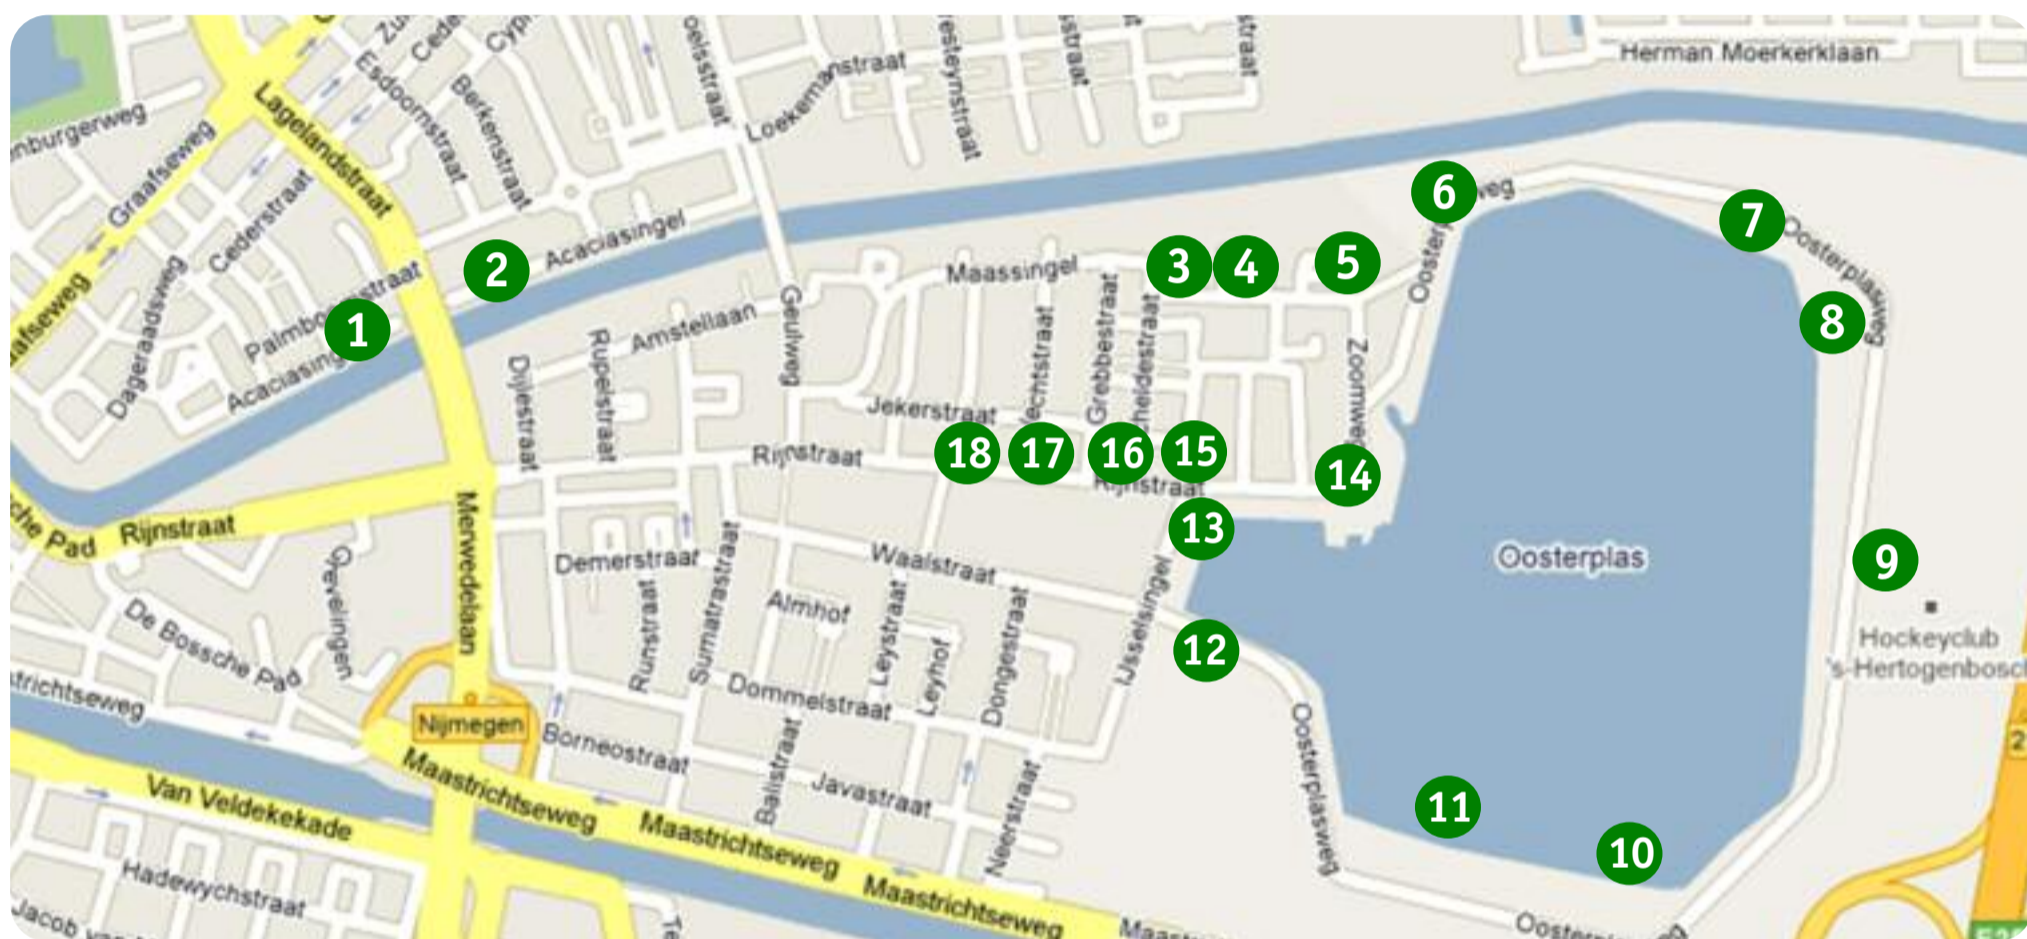 Herman Moerkerklaan
Loekemanstraat
Esdoornstraat
Berkenstraat
Lagelandstraat
Graafseweg
Cederstraat
Acaciasingel
Dageraadsweg
Acaciasingel
Maassingel
Amstellaan
Geulweg
Grebbestraat
Zoomweg
Oosterplasweg
Dijlestraat
Rupelstraat
Jekerstraat
Rijnstraat
Rijnstraat
Rijnstraat
Merwedelaan
Grevelingen
Demerstraat
Runstraat
Sumatrastraat
Waalstraat
Almhof
Leystraat
Leyhof
Dongestraat
IJsselsingel
Oosterplas
Hockeyclub
De Bossche Pad
Dommelstraat
Nijmegen
Borneostraat
Balistraat
Javastraat
Neerstraat
Oosterplasweg
Maastrichtseweg
Maastrichtseweg
Maastrichtseweg
Van Veldekekade
Hadewychstraat
1
2
3
4
5
6
7
8
9
10
11
12
13
14
15
16
17
18